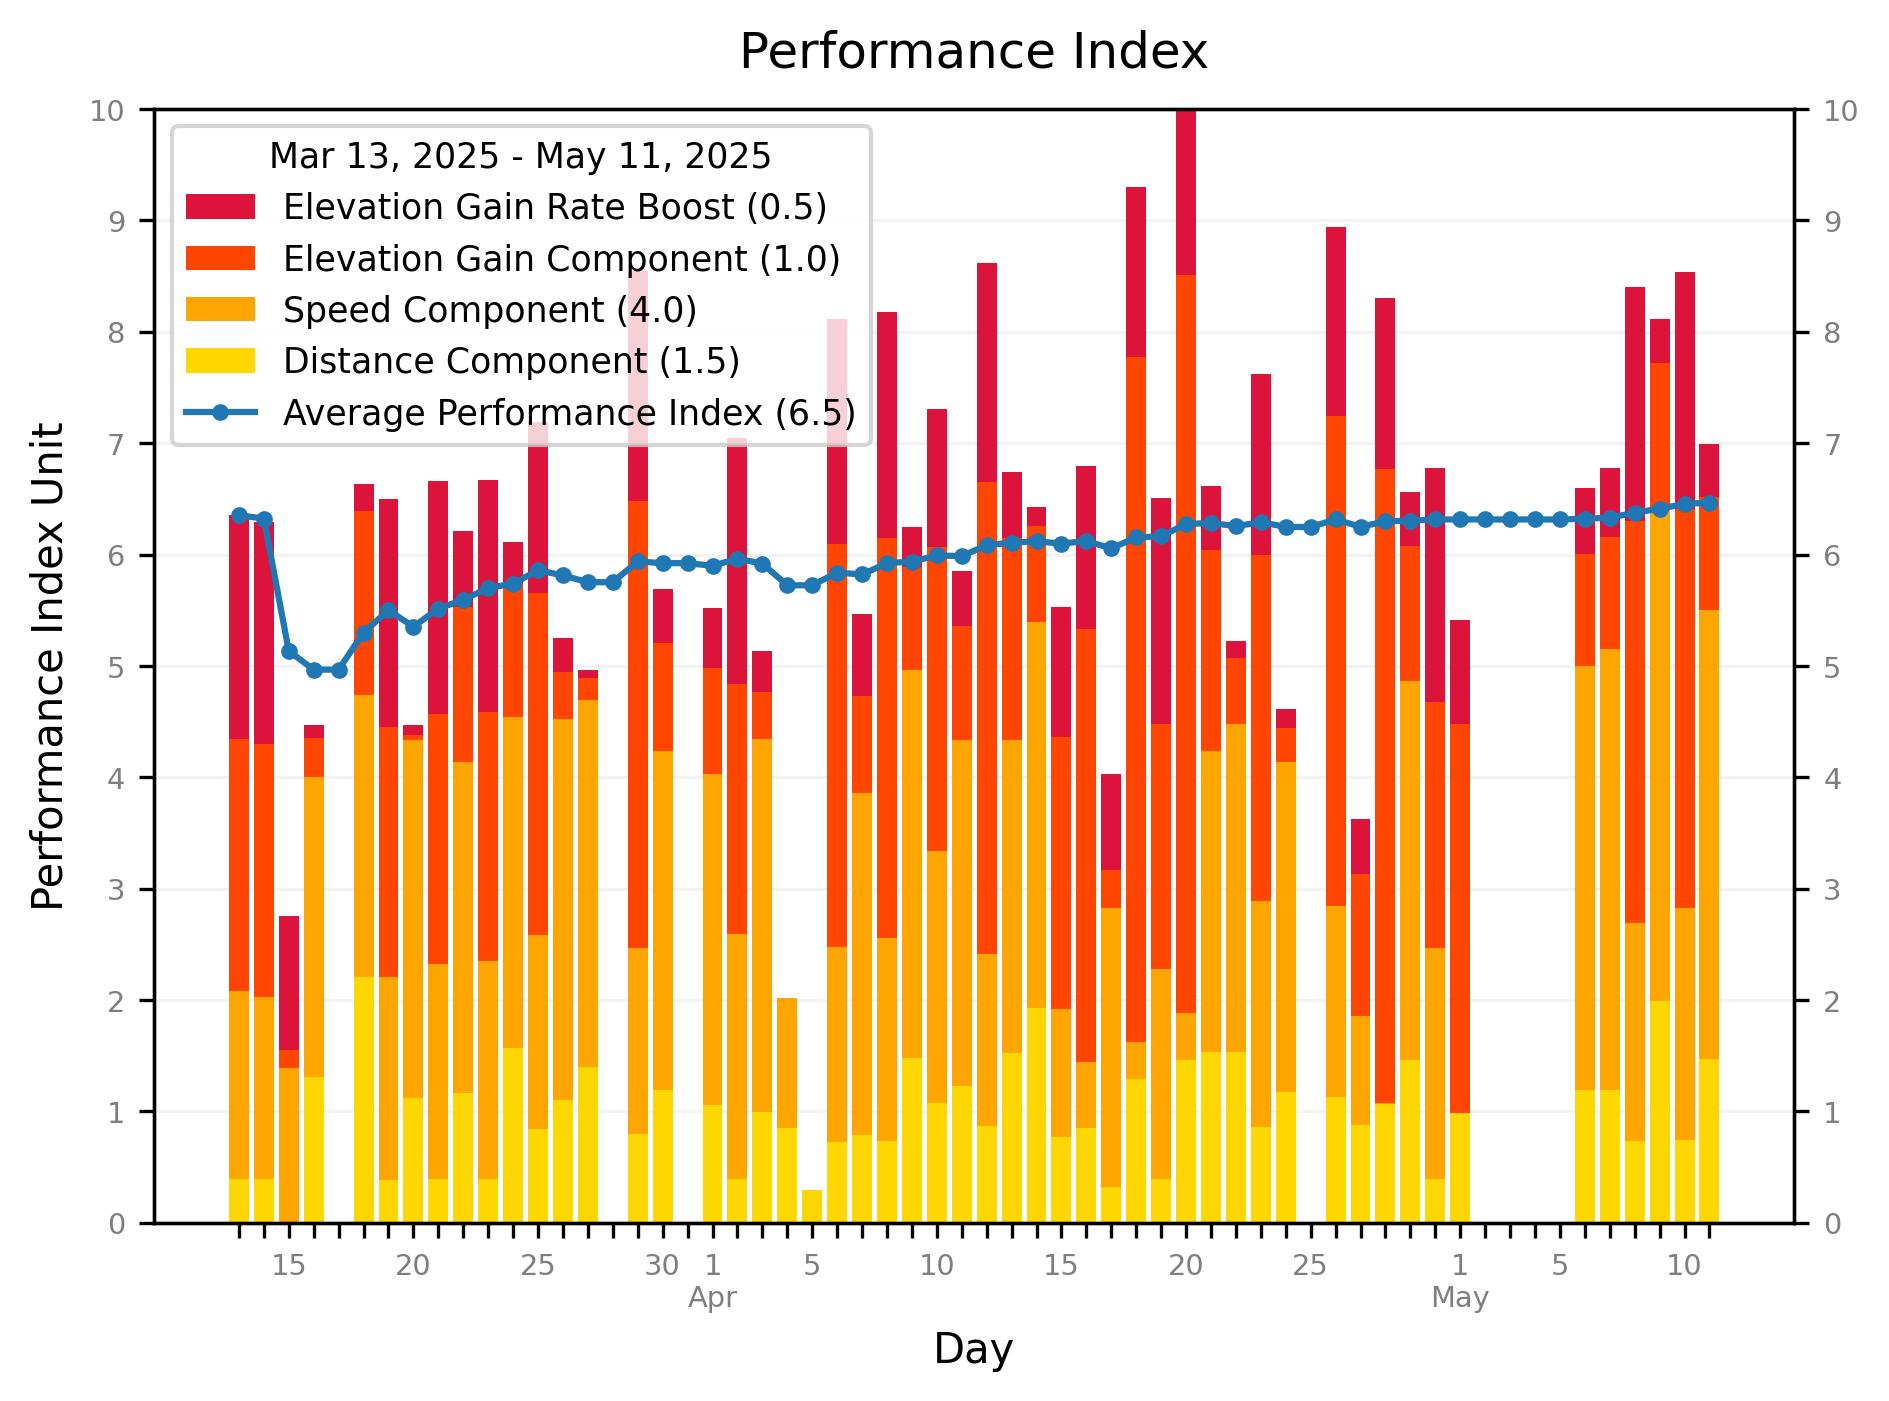 Performance Index
Mar 13, 2025 - May 11, 2025
Elevation Gain Rate Boost (0.5)
Elevation Gain Component (1.0)
Speed Component (4.0)
Distance Component (1.5)
Average Performance Index (6.5)
Performance Index Unit
10
9
8
7
6
5
4
3
2
1
0
10
9
8
7
6
5
4
3
2
1
0
15 20 25 30 1 5 10 15 20 25 1 5 10
Apr May
Day